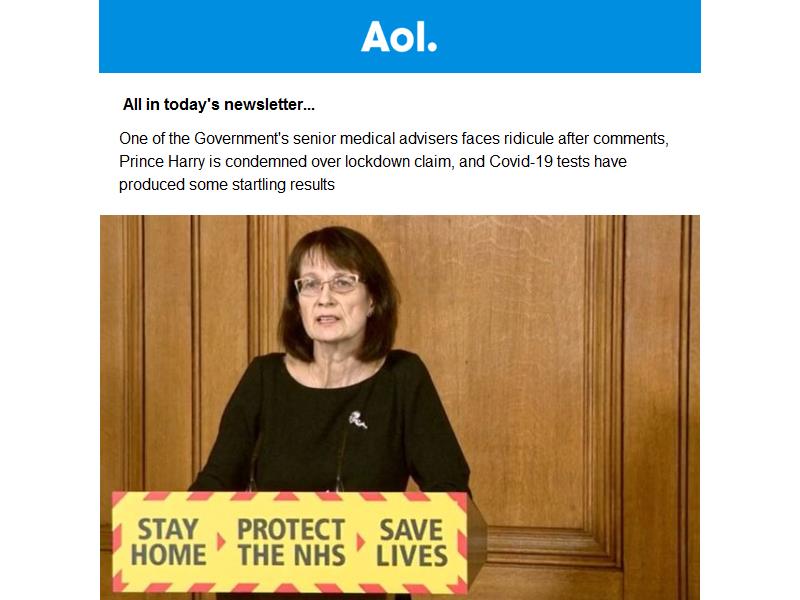 Aol.
All in today's newsletter...
One of the Government's senior medical advisers faces ridicule after comments,
Prince Harry is condemned over lockdown claim, and Covid-19 tests have
produced some startling results
STAY HOME PROTECT THE NHS SAVE LIVES